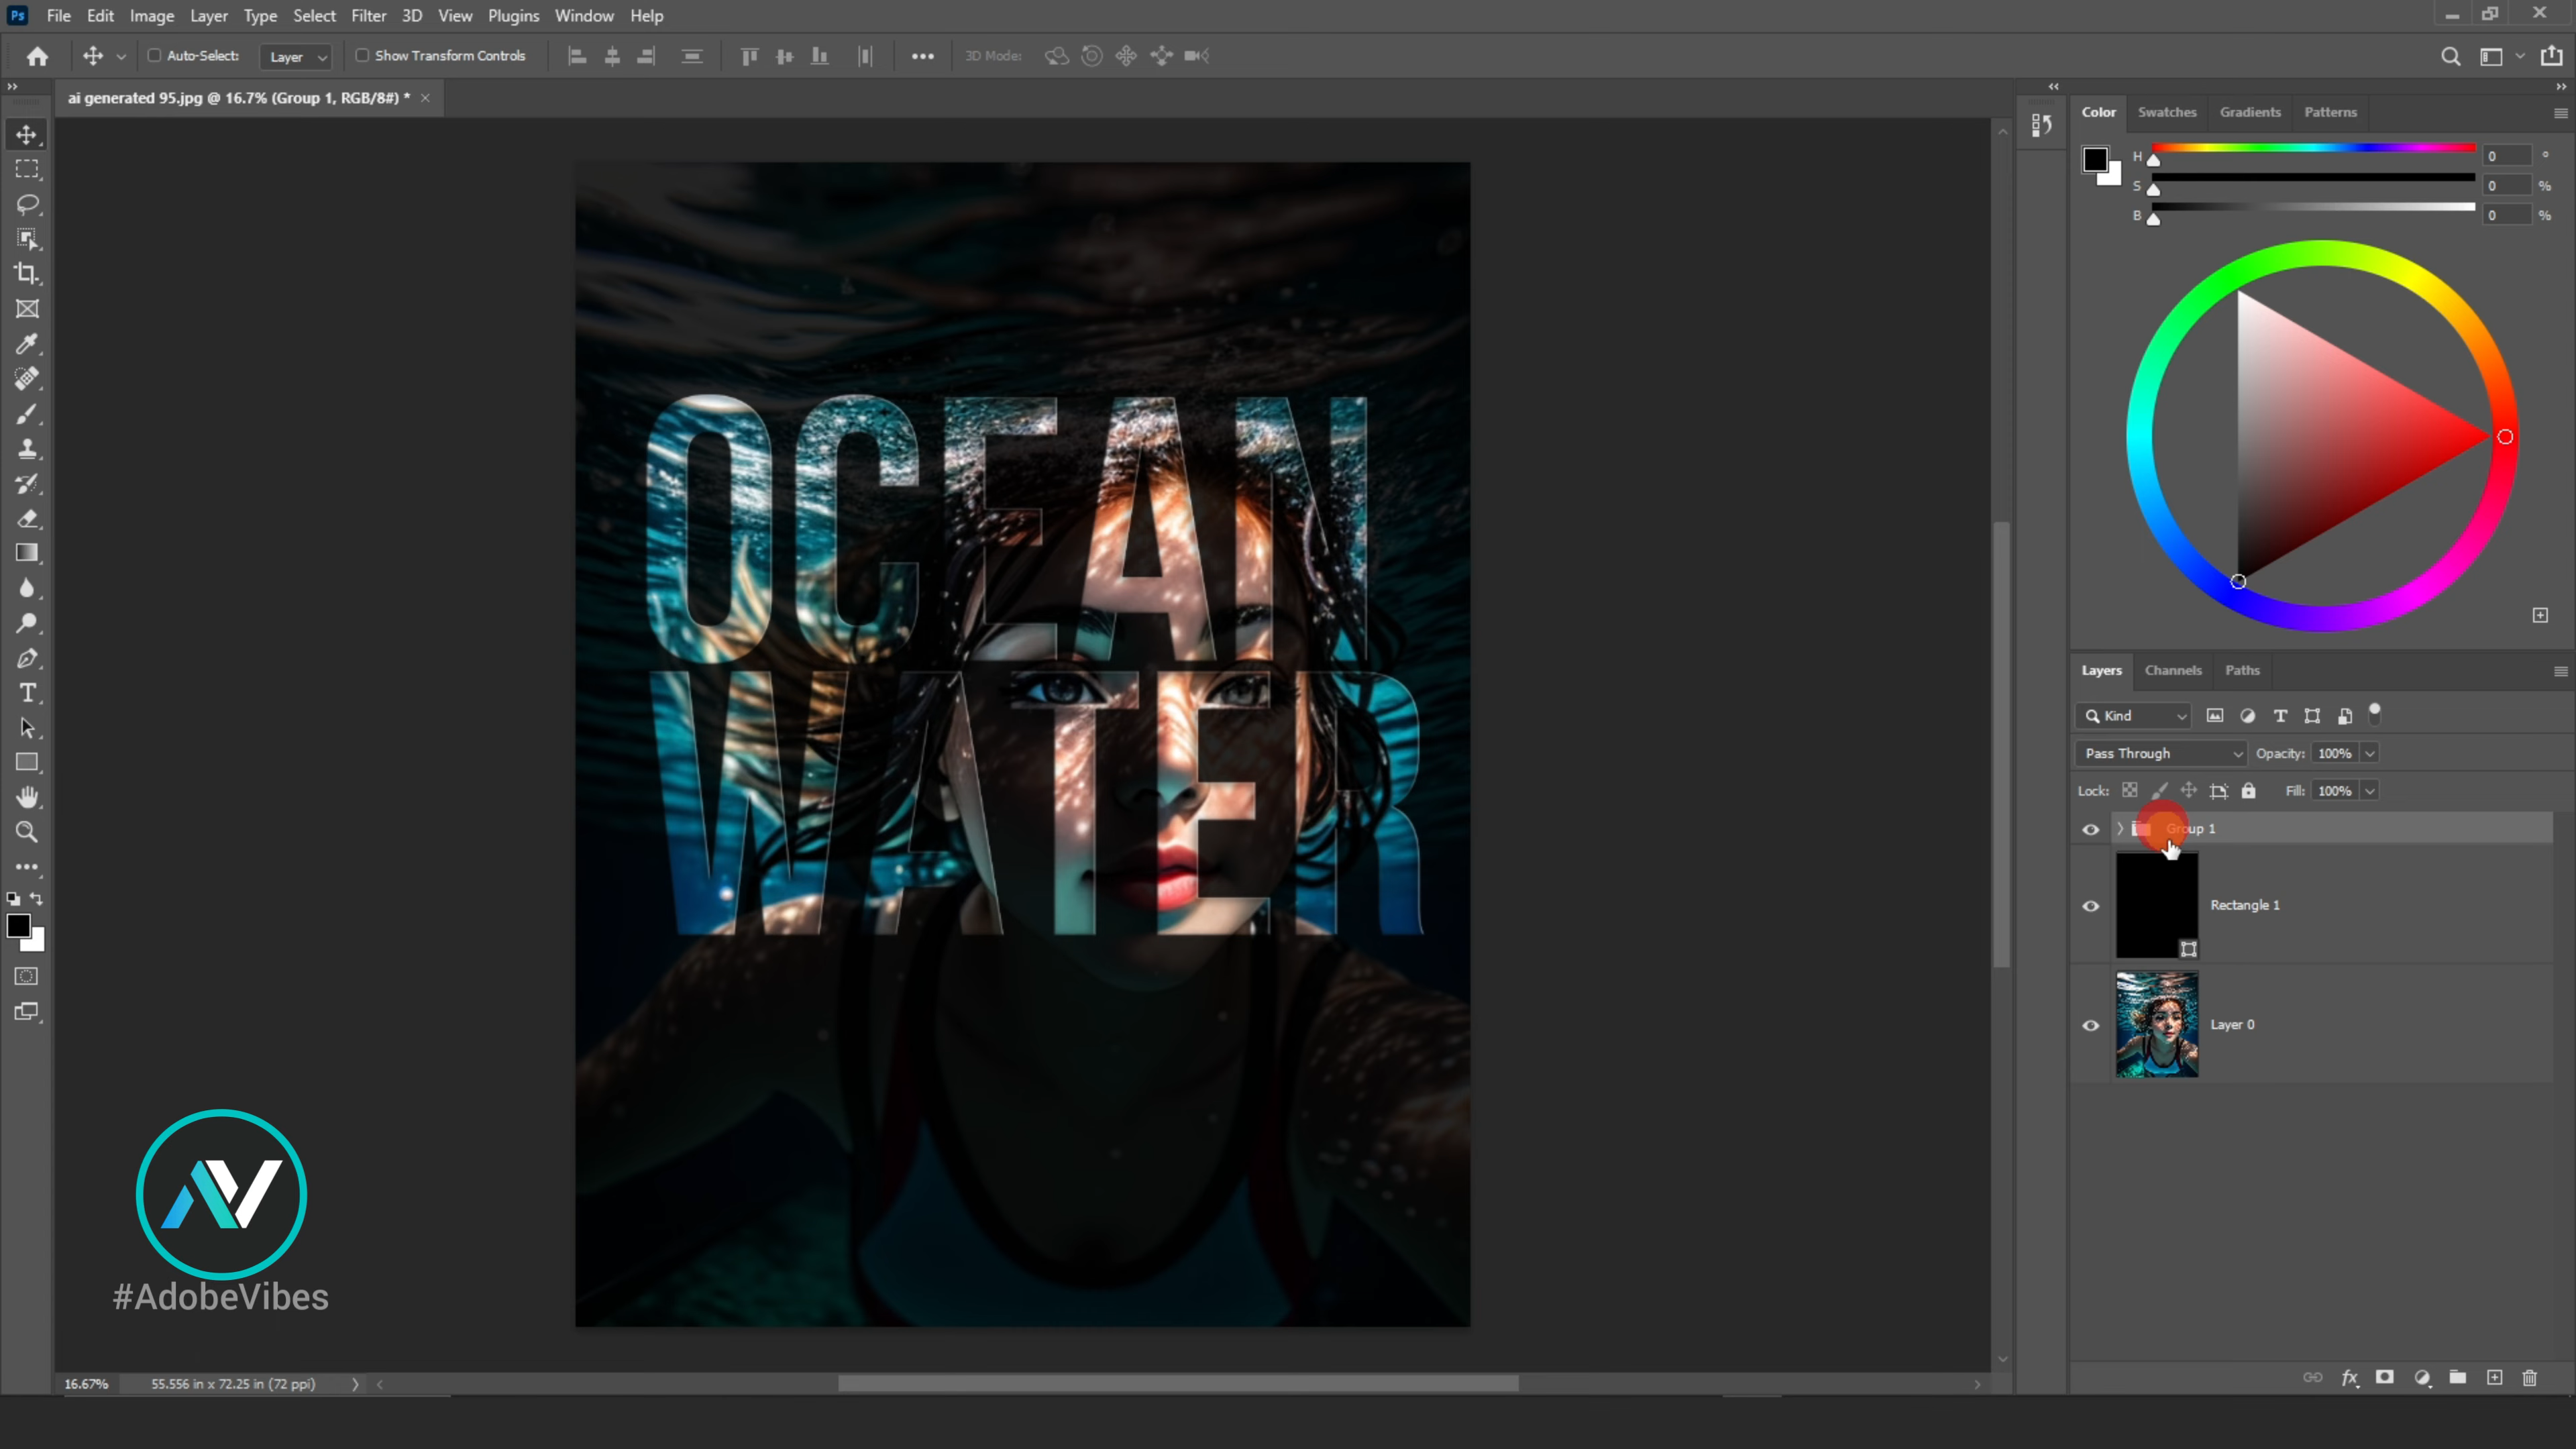 Ps File Edit Image Layer Type Select Filter 3D View Plugins Window Help
Auto-Select: Layer Show Transform Controls 3D Mode:
ai generated 95.jpg @ 16.7% (Group 1, RGB/8#) * ×
Color Swatches Gradients Patterns
H 0 °
S 0 %
B 0 %
OCEAN
WATER
Layers Channels Paths
Kind
Pass Through Opacity: 100%
Lock: Fill: 100%
Group 1
Rectangle 1
Layer 0
AV
#AdobeVibes
16.67% 55.556 in x 72.25 in (72 ppi)
fx